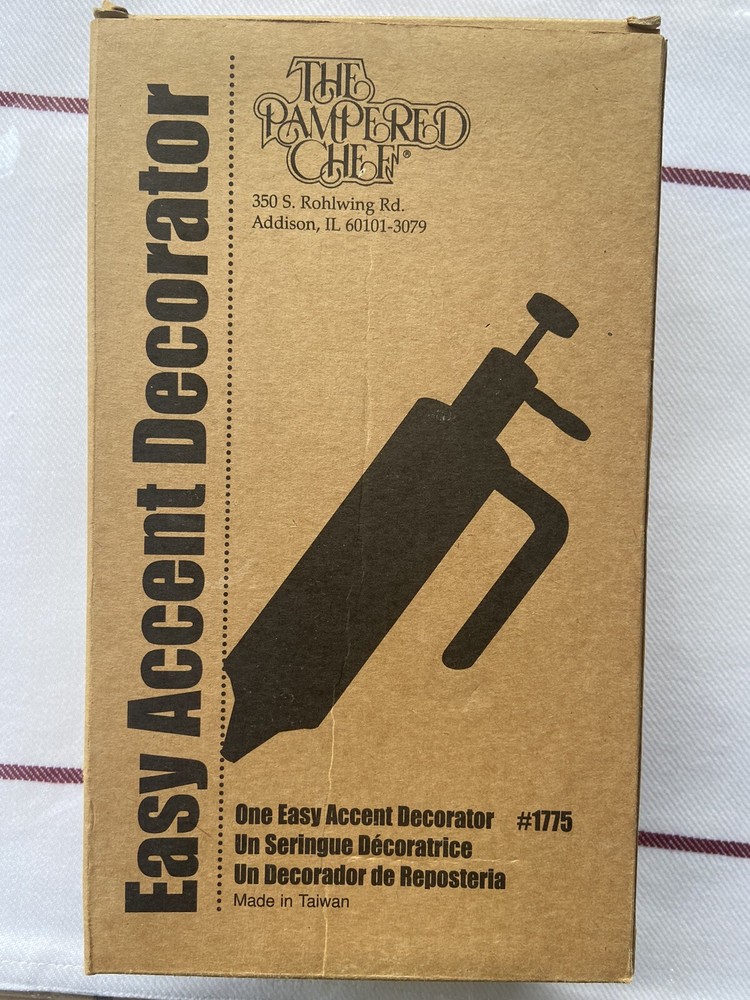 THE
PAMPERED
CHEF®
350 S. Rohlwing Rd.
Addison, IL 60101-3079
Easy Accent Decorator
One Easy Accent Decorator #1775
Un Seringue Décoratrice
Un Decorador de Reposteria
Made in Taiwan